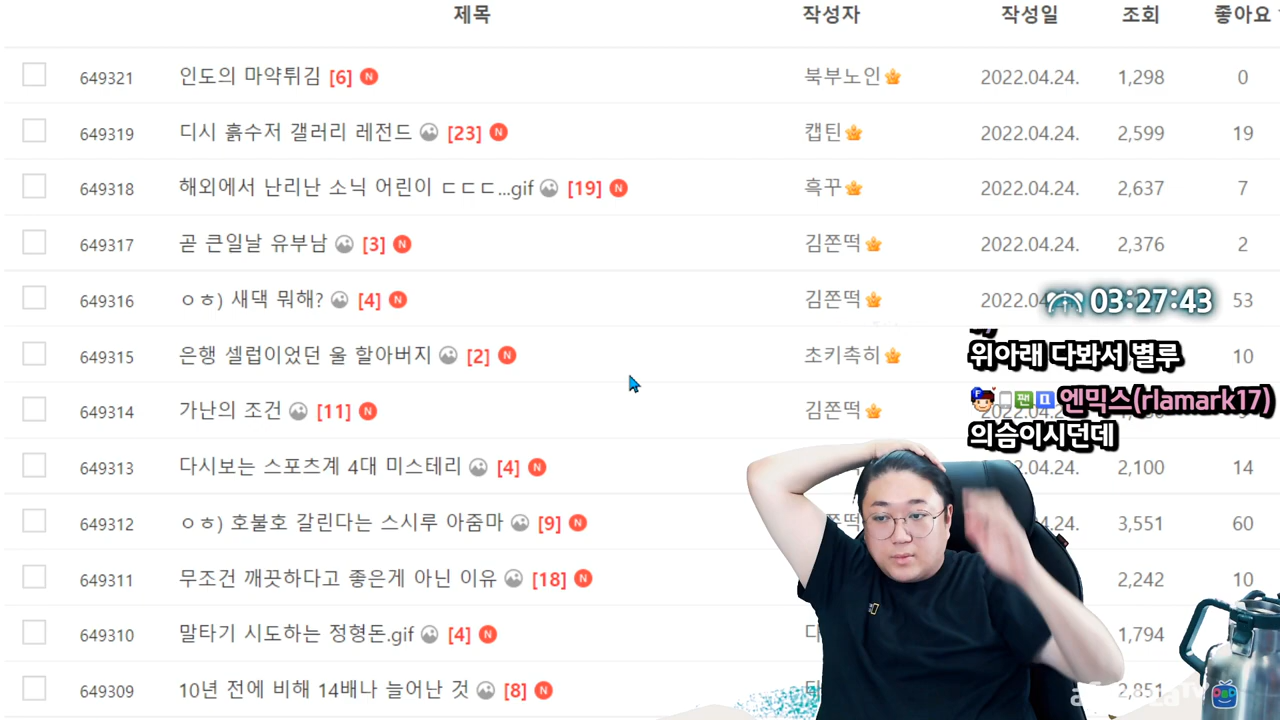 제목 작성자 작성일 조회 좋아요
649321 인도의 마약튀김 [6] N 북부노인 2022.04.24. 1,298 0
649319 디시 흙수저 갤러리 레전드 [23] N 캡틴 2022.04.24. 2,599 19
649318 해외에서 난리난 소닉 어린이 ㄷㄷㄷ...gif [19] N 흑꾸 2022.04.24. 2,637 7
649317 곧 큰일날 유부남 [3] N 김쫀떡 2022.04.24. 2,376 2
649316 ㅇㅎ) 새댁 뭐해? [4] N 김쫀떡 2022.04 53
03:27:43
649315 은행 셀럽이었던 울 할아버지 [2] N 초키촉히 10
위아래 다봐서 별루
649314 가난의 조건 [11] N 김쫀떡 2022.04.24.
F 팬 1 엔믹스(rlamark17)
의슴이시던데
649313 다시보는 스포츠계 4대 미스테리 [4] N 04.24. 2,100 14
649312 ㅇㅎ) 호불호 갈린다는 스시루 아줌마 [9] N 쫀떡 04.24. 3,551 60
649311 무조건 깨끗하다고 좋은게 아닌 이유 [18] N 2,242 10
649310 말타기 시도하는 정형돈.gif [4] N 1,794
649309 10년 전에 비해 14배나 늘어난 것 [8] N 2,851